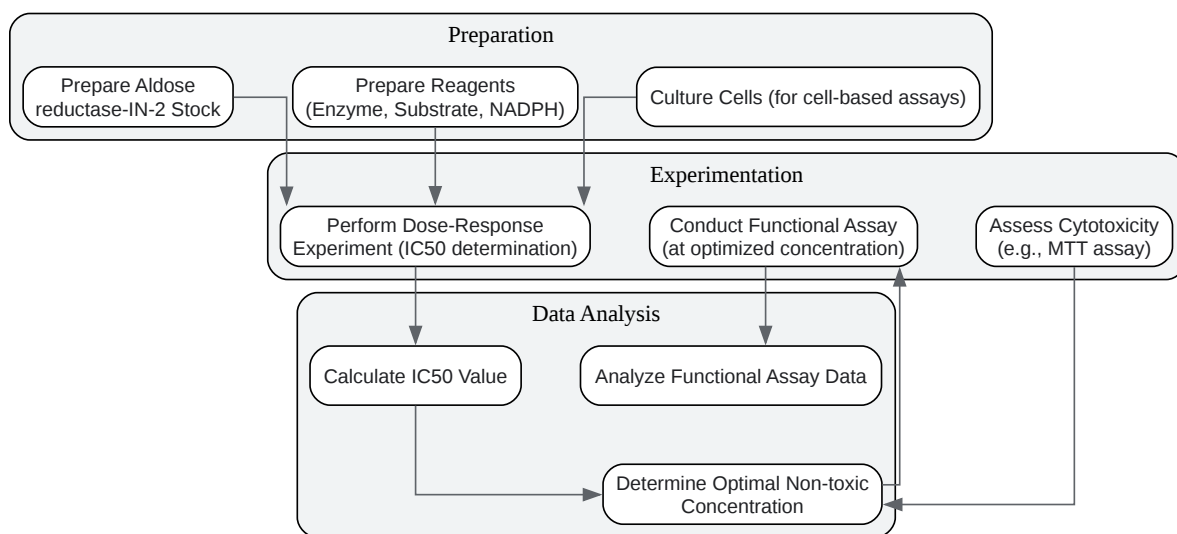 Preparation
Prepare Aldose
reductase-IN-2 Stock
Prepare Reagents
(Enzyme, Substrate, NADPH)
Culture Cells (for cell-based assays)
Experimentation
Perform Dose-Response
Experiment (IC50 determination)
Conduct Functional Assay
(at optimized concentration)
Assess Cytotoxicity
(e.g., MTT assay)
Data Analysis
Calculate IC50 Value
Analyze Functional Assay Data
Determine Optimal Non-toxic
Concentration